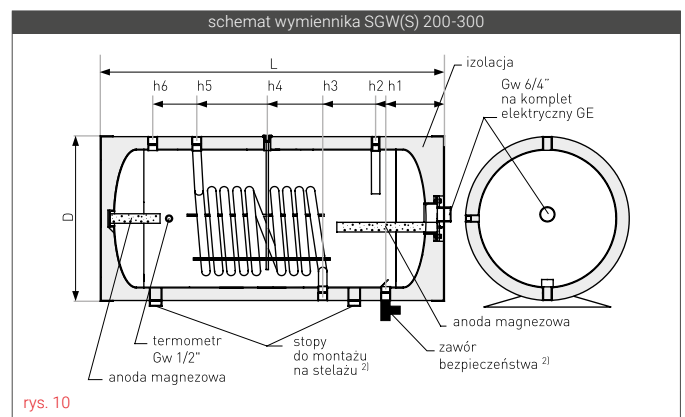 schemat wymiennika SGW(S) 200-300
L
izolacja
h6 h5 h4 h3 h2 h1
Gw 6/4"
na komplet
elektryczny GE
D
anoda magnezowa
termometr
Gw 1/2"
stopy
do montażu
na stelażu 2)
zawór
bezpieczeństwa 2)
anoda magnezowa
rys. 10